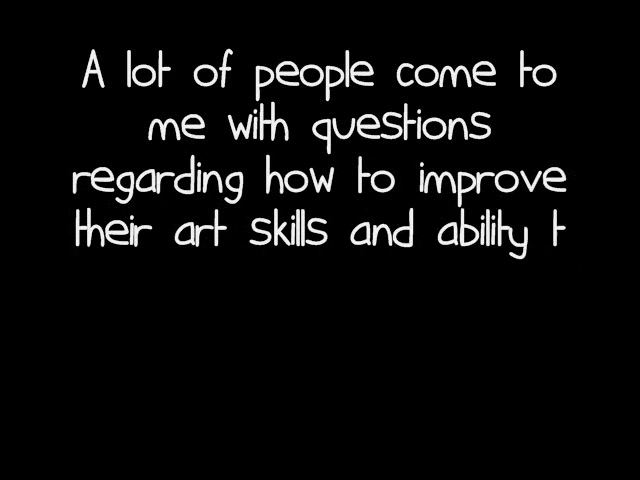 A lot of people come to
me with questions
regarding how to improve
their art skills and ability t